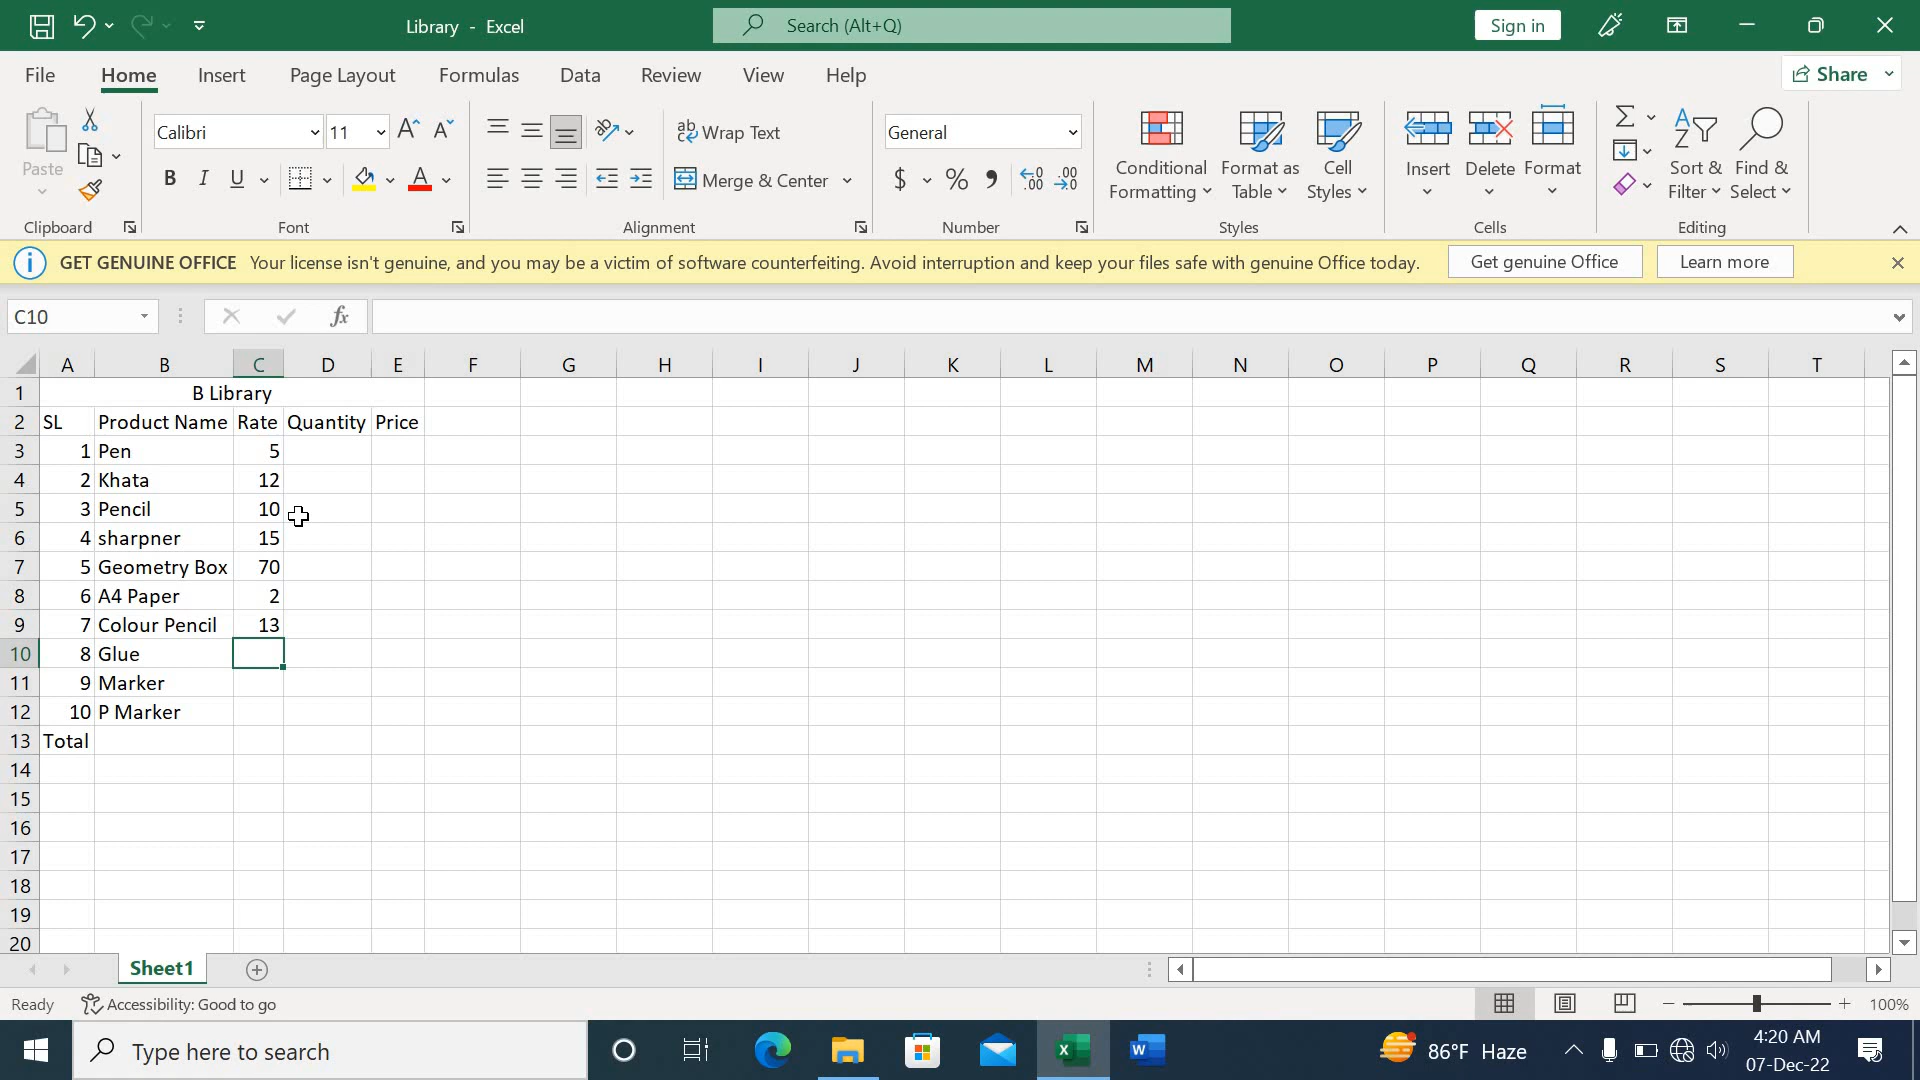 Library - Excel
Search (Alt+Q)
Sign in
File Home Insert Page Layout Formulas Data Review View Help
Share
Paste
Calibri 11
ab Wrap Text
General
Conditional Formatting
Format as Table
Cell Styles
Insert
Delete
Format
Sort & Filter
Find & Select
B I U A
Merge & Center
$ % 9
Clipboard Font Alignment Number Styles Cells Editing
GET GENUINE OFFICE Your license isn't genuine, and you may be a victim of software counterfeiting. Avoid interruption and keep your files safe with genuine Office today. Get genuine Office Learn more
C10 fx
A B C D E F G H I J K L M N O P Q R S T
1 B Library
2 SL Product Name Rate Quantity Price
3 1 Pen 5
4 2 Khata 12
5 3 Pencil 10
6 4 sharpner 15
7 5 Geometry Box 70
8 6 A4 Paper 2
9 7 Colour Pencil 13
10 8 Glue
11 9 Marker
12 10 P Marker
13 Total
14
15
16
17
18
19
20
Sheet1
Ready Accessibility: Good to go 100%
Type here to search
86°F Haze
4:20 AM
07-Dec-22